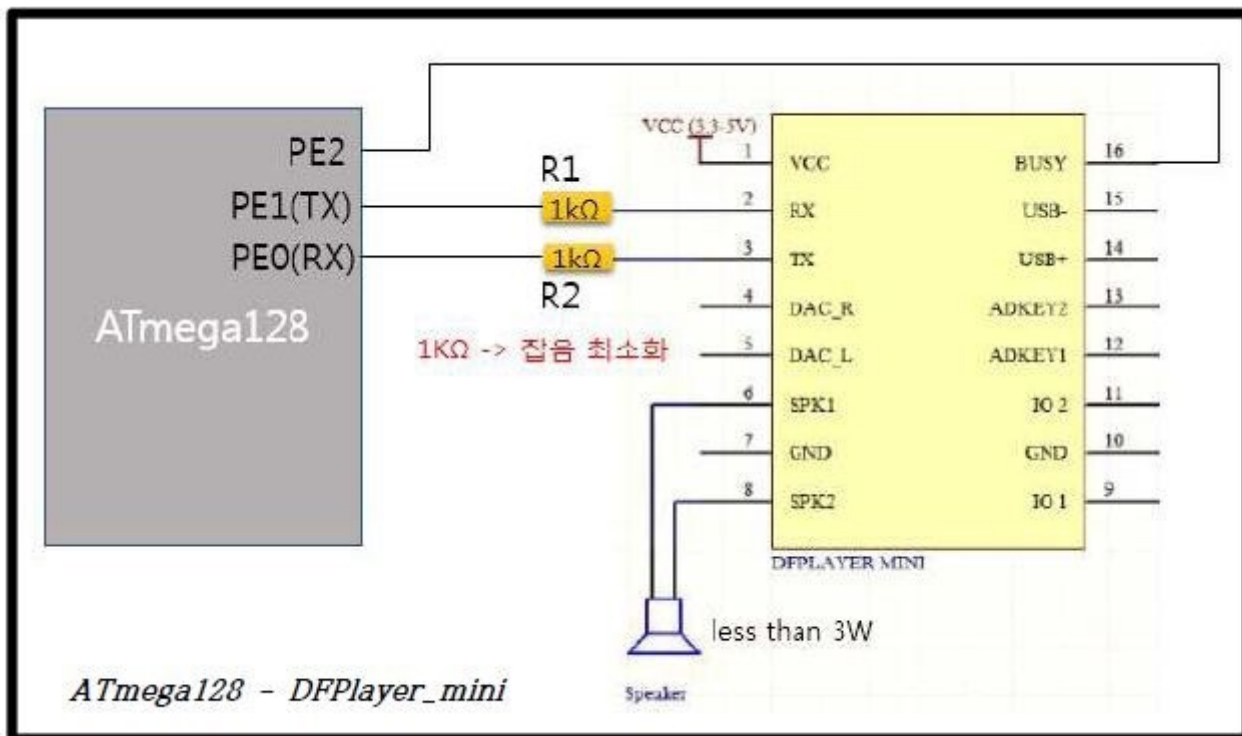 PE2
PE1(TX)
PE0(RX)
ATmega128
R1
1kΩ
1kΩ
R2
1KΩ -> 잡음 최소화
VCC (3.3-5V)
1 VCC
2 RX
3 TX
4 DAC_R
5 DAC_L
6 SPK1
7 GND
8 SPK2
BUSY 16
USB- 15
USB+ 14
ADKEY2 13
ADKEY1 12
IO 2 11
GND 10
IO 1 9
DFPLAYER MINI
less than 3W
Speaker
ATmega128 - DFPlayer_mini